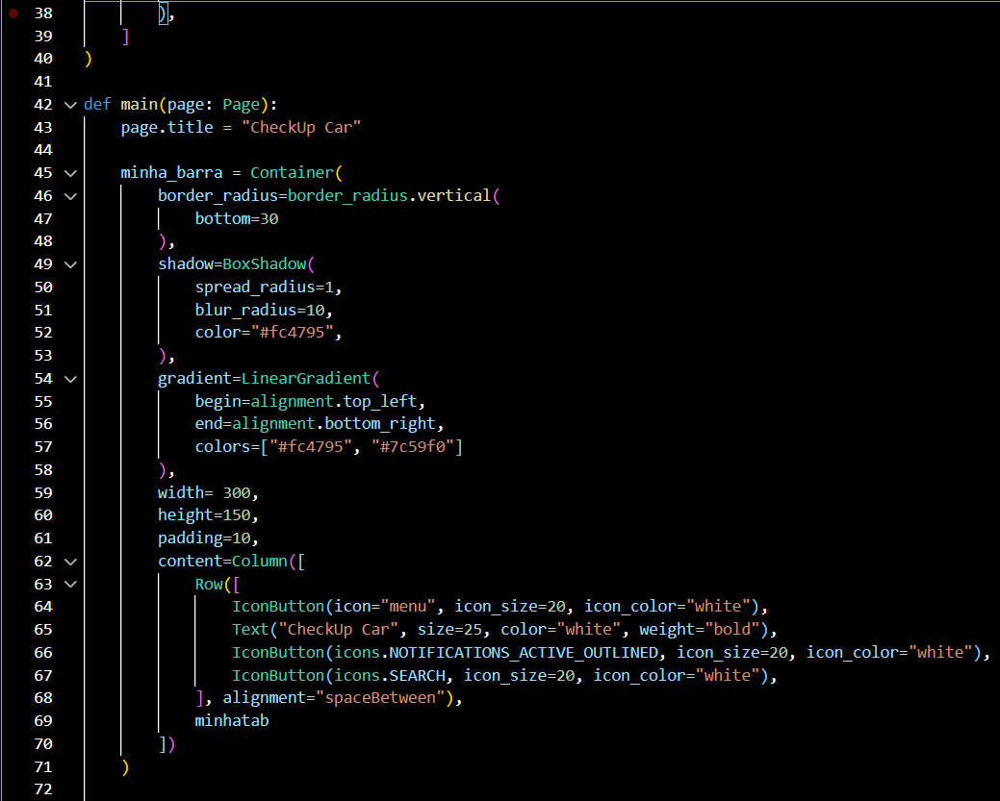 38 ),
39 ]
40 )
41
42 def main(page: Page):
43 page.title = "CheckUp Car"
44
45 minha_barra = Container(
46 border_radius=border_radius.vertical(
47 bottom=30
48 ),
49 shadow=BoxShadow(
50 spread_radius=1,
51 blur_radius=10,
52 color="#fc4795",
53 ),
54 gradient=LinearGradient(
55 begin=alignment.top_left,
56 end=alignment.bottom_right,
57 colors=["#fc4795", "#7c59f0"]
58 ),
59 width= 300,
60 height=150,
61 padding=10,
62 content=Column([
63 Row([
64 IconButton(icon="menu", icon_size=20, icon_color="white"),
65 Text("CheckUp Car", size=25, color="white", weight="bold"),
66 IconButton(icons.NOTIFICATIONS_ACTIVE_OUTLINED, icon_size=20, icon_color="white"),
67 IconButton(icons.SEARCH, icon_size=20, icon_color="white"),
68 ], alignment="spaceBetween"),
69 minhatab
70 ])
71 )
72